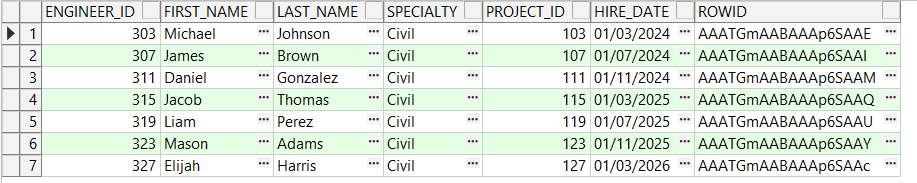 ENGINEER_ID FIRST_NAME LAST_NAME SPECIALTY PROJECT_ID HIRE_DATE ROWID
1 303 Michael ... Johnson ... Civil ... 103 01/03/2024 ... AAATGmAABAAAp6SAAE
2 307 James ... Brown ... Civil ... 107 01/07/2024 ... AAATGmAABAAAp6SAAI
3 311 Daniel ... Gonzalez ... Civil ... 111 01/11/2024 ... AAATGmAABAAAp6SAAM
4 315 Jacob ... Thomas ... Civil ... 115 01/03/2025 ... AAATGmAABAAAp6SAAQ
5 319 Liam ... Perez ... Civil ... 119 01/07/2025 ... AAATGmAABAAAp6SAAU
6 323 Mason ... Adams ... Civil ... 123 01/11/2025 ... AAATGmAABAAAp6SAAY
7 327 Elijah ... Harris ... Civil ... 127 01/03/2026 ... AAATGmAABAAAp6SAAc